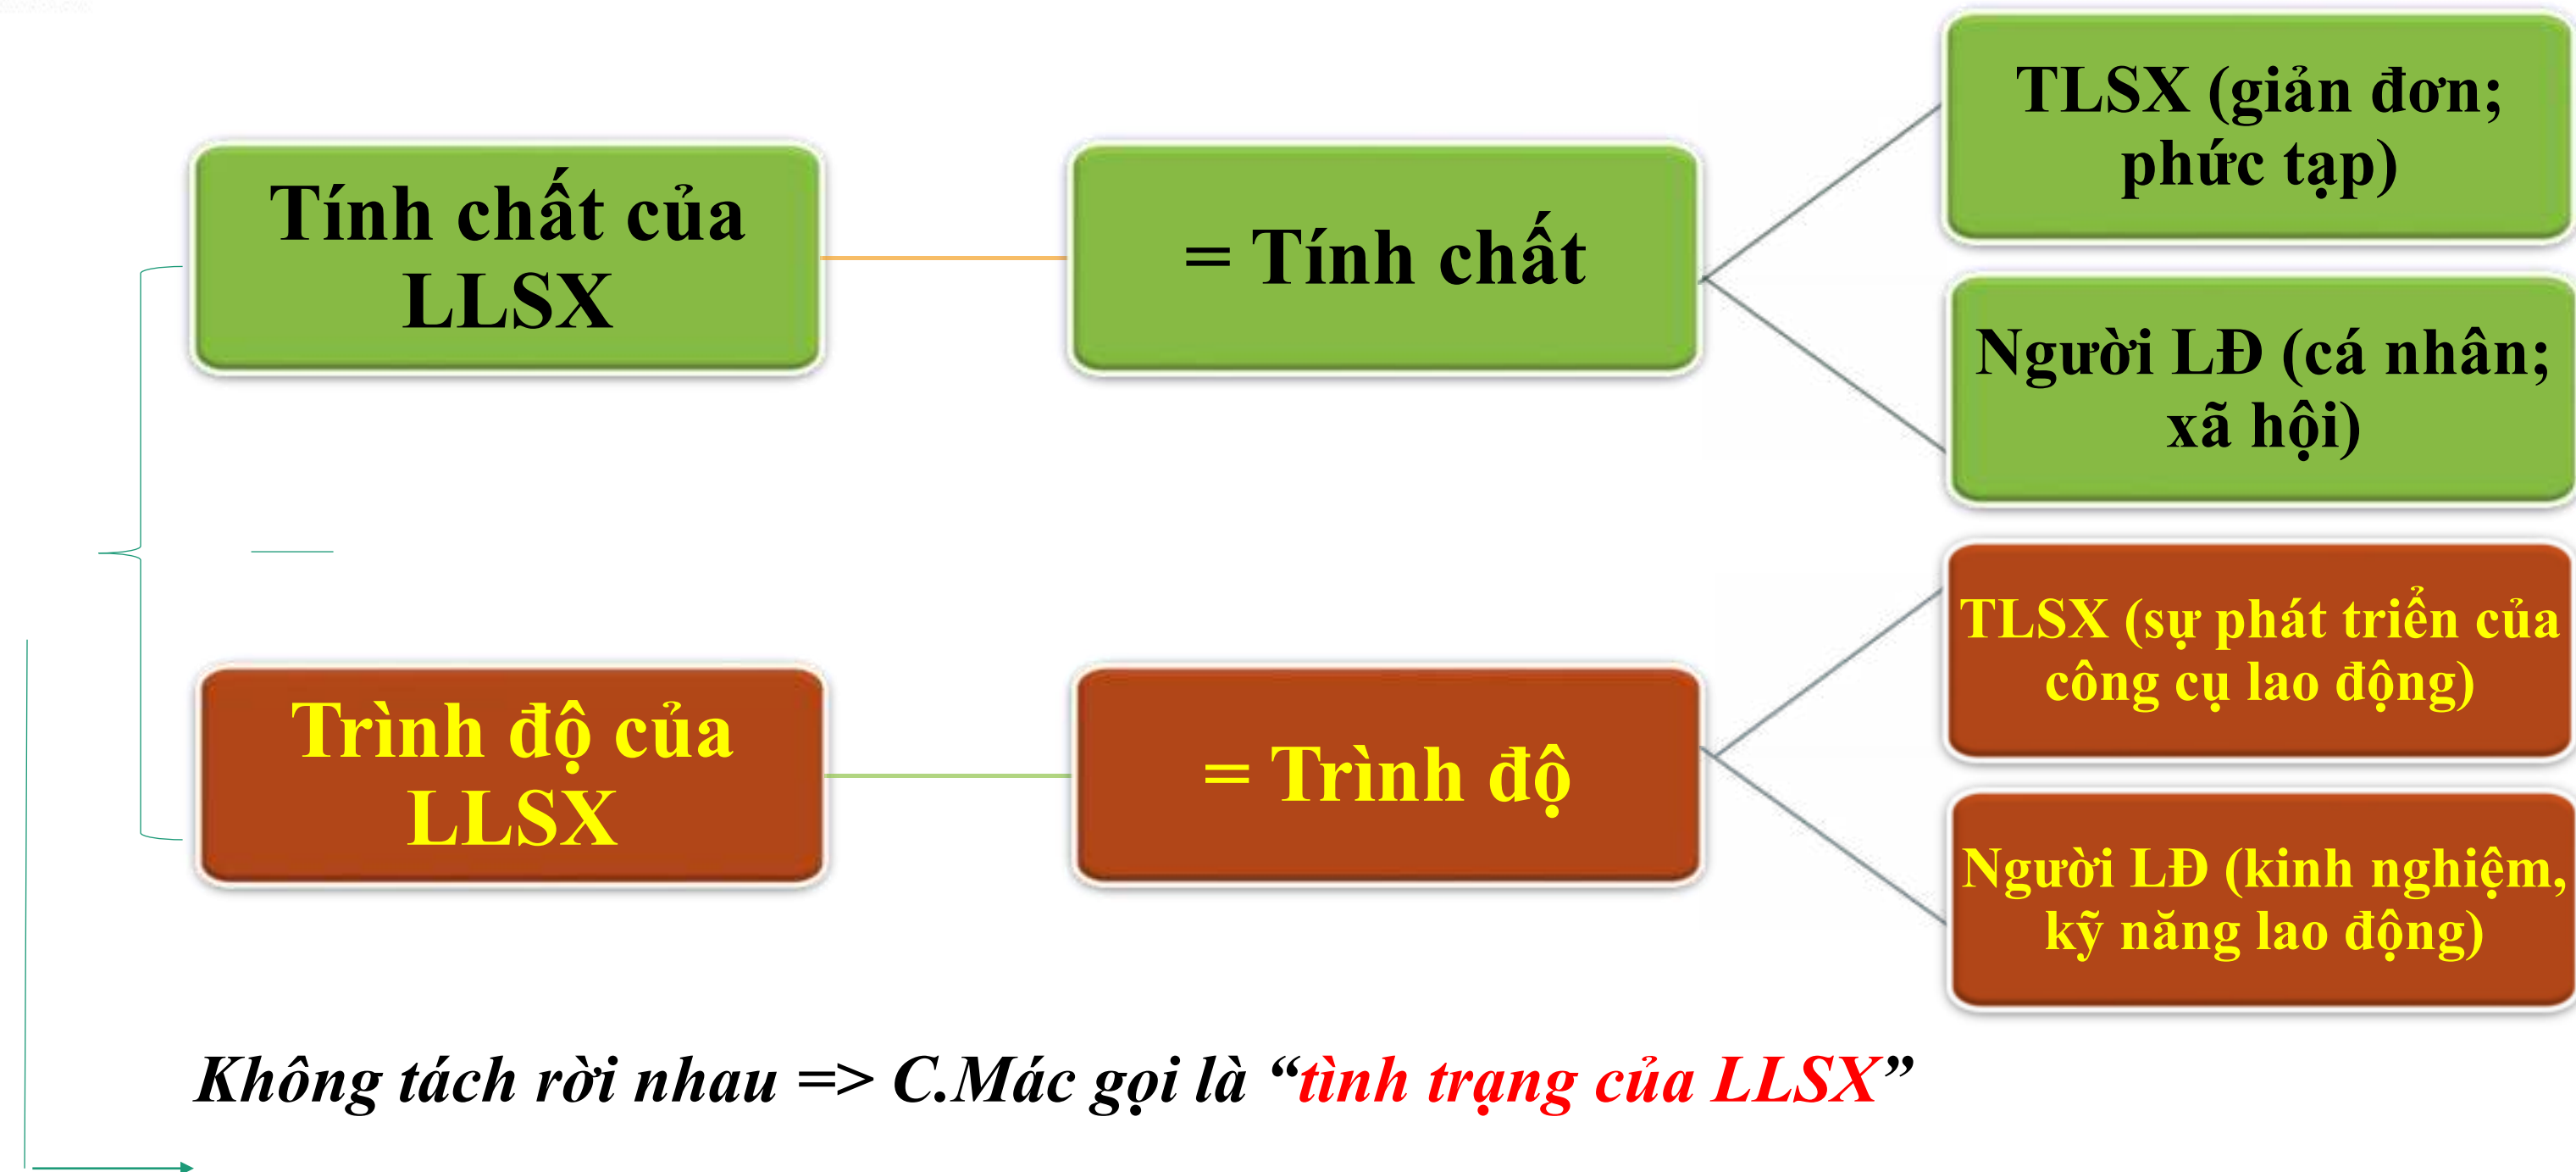 Tính chất của
LLSX
= Tính chất
TLSX (giản đơn;
phức tạp)
Người LĐ (cá nhân;
xã hội)
Trình độ của
LLSX
= Trình độ
TLSX (sự phát triển của
công cụ lao động)
Người LĐ (kinh nghiệm,
kỹ năng lao động)
Không tách rời nhau => C.Mác gọi là “tình trạng của LLSX”